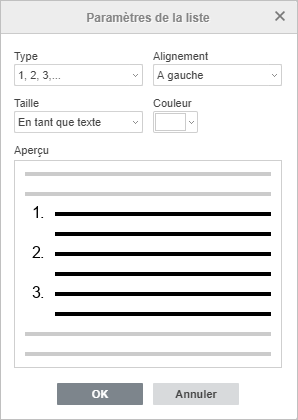 Paramètres de la liste
Type Alignement
1, 2, 3,... A gauche
Taille Couleur
En tant que texte
Aperçu
1.
2.
3.
OK Annuler